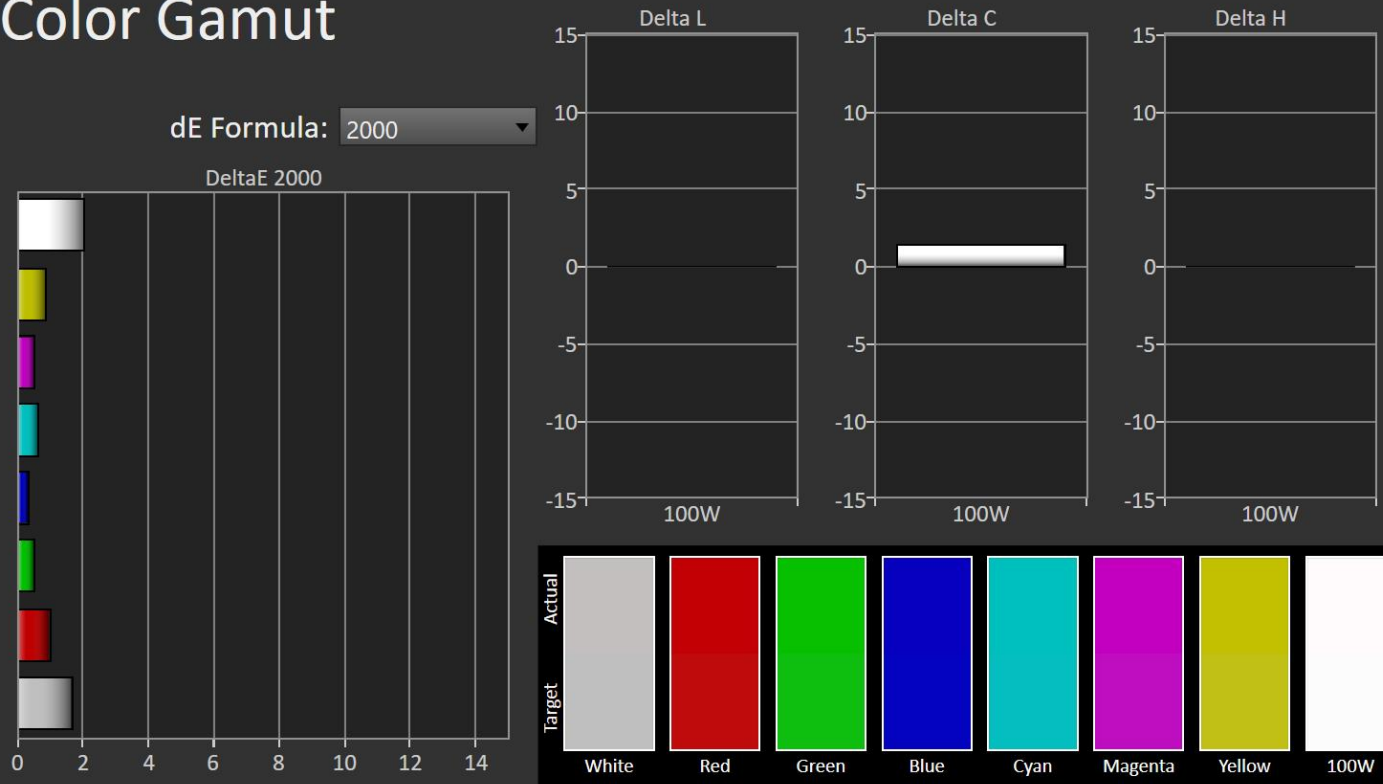 Color Gamut
dE Formula: 2000
DeltaE 2000
0 2 4 6 8 10 12 14
Delta L
15
10
5
0
-5
-10
-15
100W
Delta C
15
10
5
0
-5
-10
-15
100W
Delta H
15
10
5
0
-5
-10
-15
100W
Actual
Target
White Red Green Blue Cyan Magenta Yellow 100W